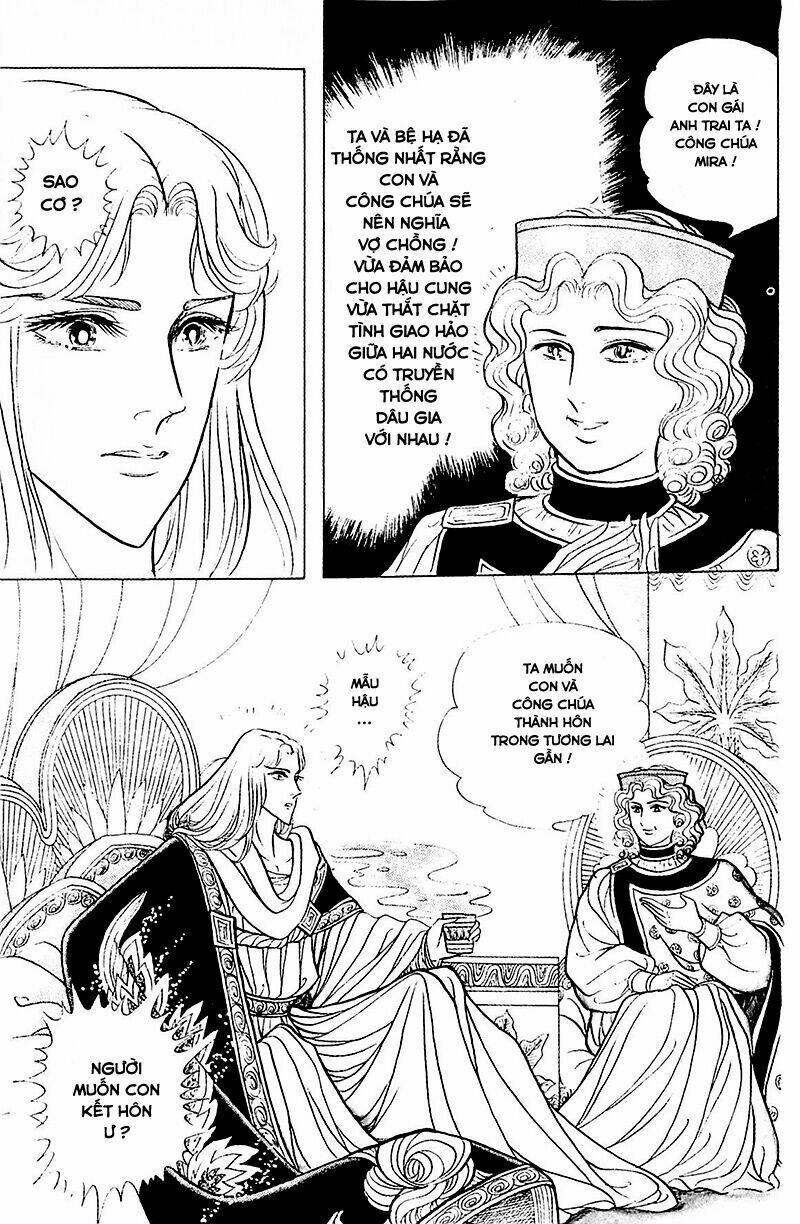 ĐÂY LÀ
CON GÁI
ANH TRAI TA !
CÔNG CHÚA
MIRA !
TA VÀ BỆ HẠ ĐÃ
THỐNG NHẤT RẰNG
CON VÀ
CÔNG CHÚA SẼ
NÊN NGHĨA
VỢ CHỒNG !
VỪA ĐẢM BẢO
CHO HẬU CUNG
VỪA THẮT CHẶT
TÌNH GIAO HẢO
GIỮA HAI NƯỚC
CÓ TRUYỀN
THỐNG
DÂU GIA
VỚI NHAU !
SAO
CƠ ?
TA MUỐN
CON VÀ
CÔNG CHÚA
THÀNH HÔN
TRONG TƯƠNG LAI
GẦN !
MẪU
HẬU
...
NGƯỜI
MUỐN CON
KẾT HÔN
Ư ?